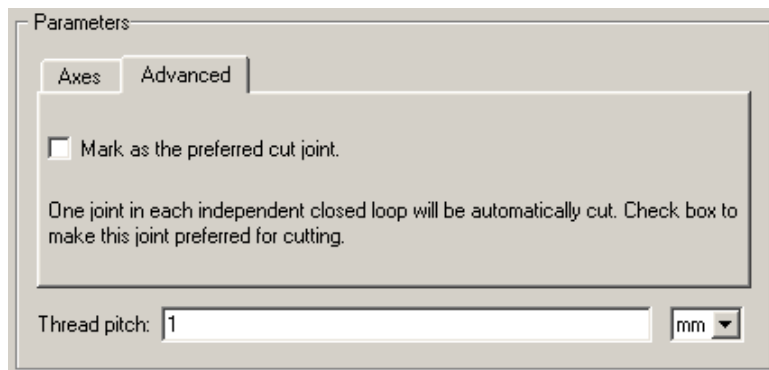 Parameters
Axes
Advanced
Mark as the preferred cut joint.
One joint in each independent closed loop will be automatically cut. Check box to
make this joint preferred for cutting.
Thread pitch: 1 mm